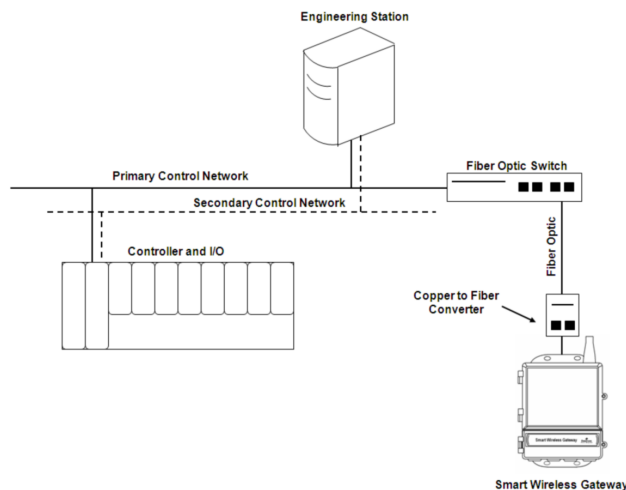 Engineering Station
Fiber Optic Switch
Primary Control Network
Secondary Control Network
Fiber Optic
Controller and I/O
Copper to Fiber
Converter
Smart Wireless Gateway
Smart Wireless Gateway